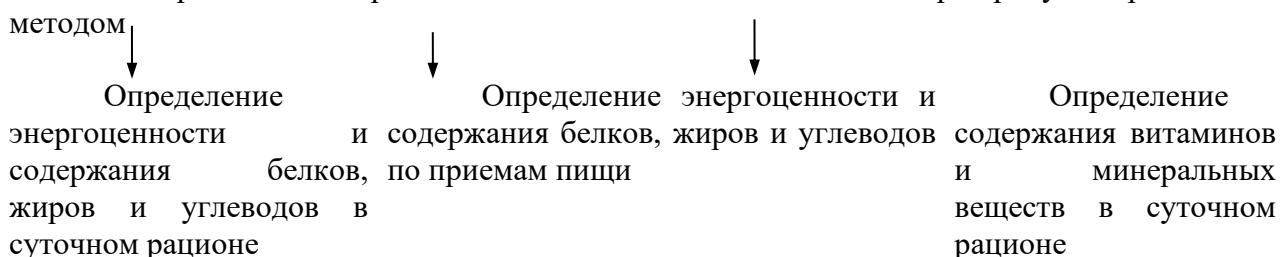 методом
Определение
энергоценности и
содержания белков,
жиров и углеводов в
суточном рационе
Определение энергоценности и
содержания белков, жиров и углеводов
по приемам пищи
Определение
содержания витаминов
и минеральных
веществ в суточном
рационе